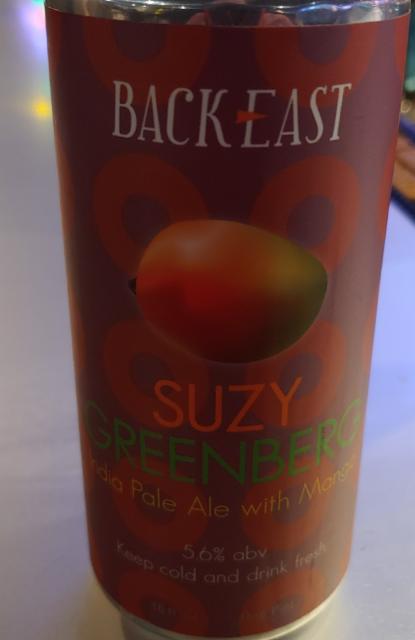 BACK EAST
SUZY
GREENBERG
India Pale Ale with Mango
5.6% abv
Keep cold and drink fresh